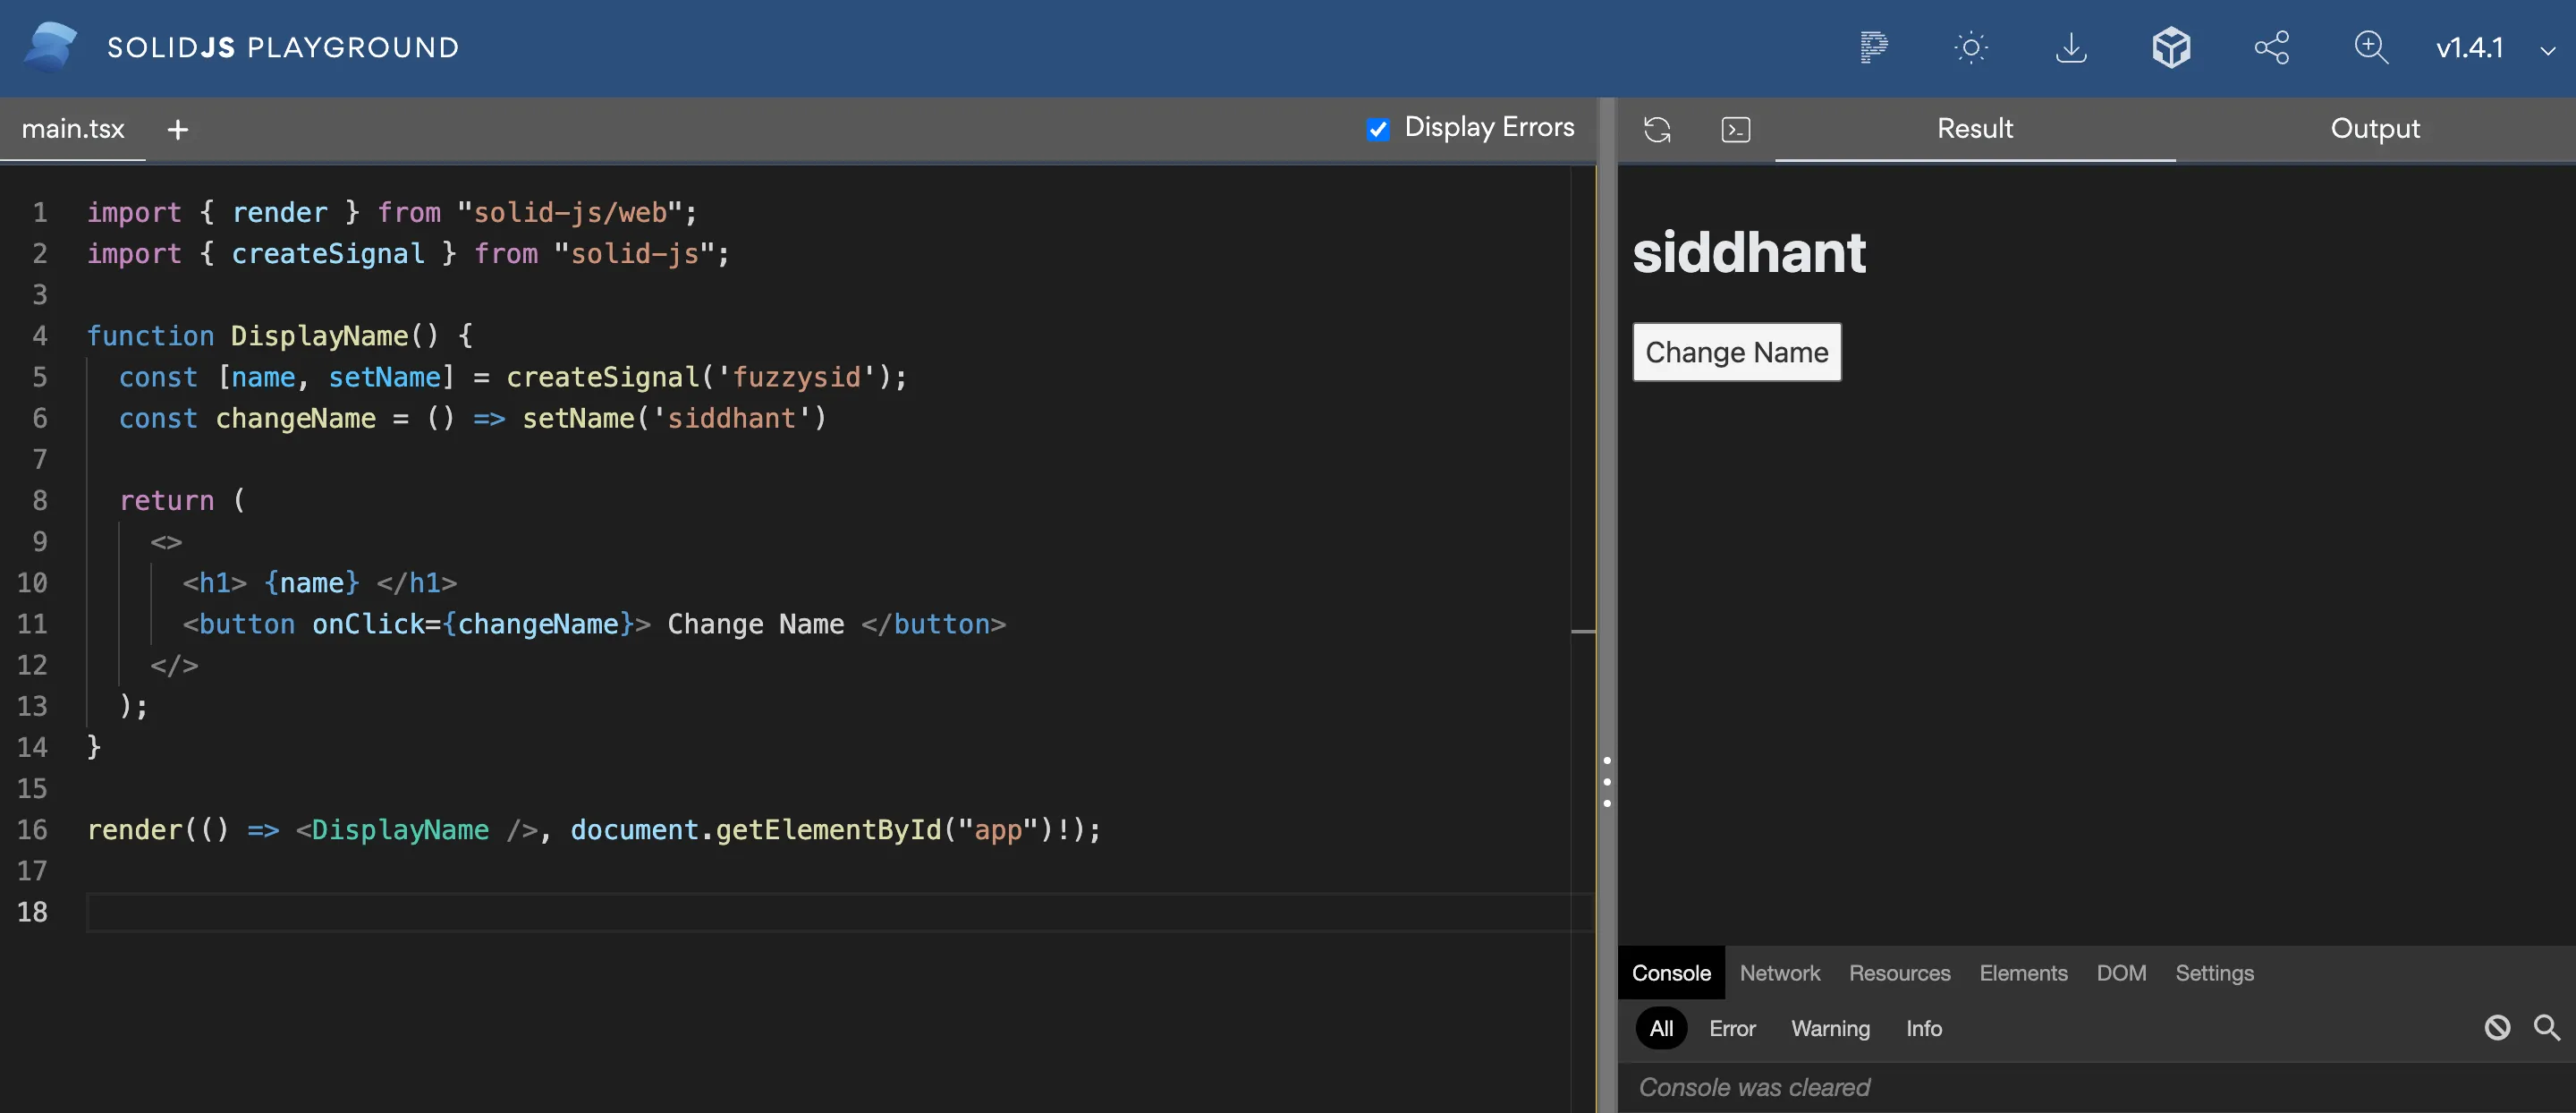 SOLIDJS PLAYGROUND
v1.4.1
main.tsx +
Display Errors
Result
Output
1 import { render } from "solid-js/web";
2 import { createSignal } from "solid-js";
3
4 function DisplayName() {
5   const [name, setName] = createSignal('fuzzysid');
6   const changeName = () => setName('siddhant')
7
8   return (
9     <>
10       <h1> {name} </h1>
11       <button onClick={changeName}> Change Name </button>
12     </>
13   );
14 }
15
16 render(() => <DisplayName />, document.getElementById("app")!);
17
18
siddhant
Change Name
Console Network Resources Elements DOM Settings
All Error Warning Info
Console was cleared